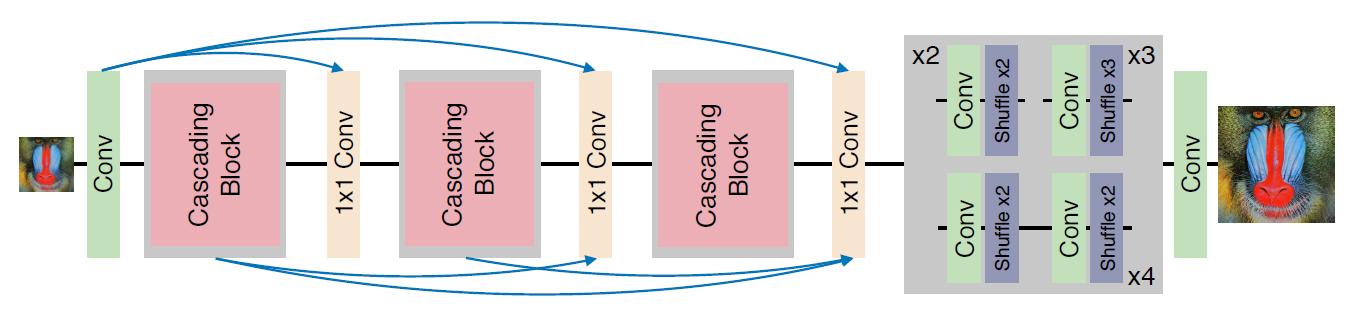 Conv
Cascading
Block
1x1 Conv
Cascading
Block
1x1 Conv
Cascading
Block
1x1 Conv
x2
Conv
Shuffle x2
Conv
Shuffle x3
x3
Conv
Shuffle x2
Conv
Shuffle x2
x4
Conv